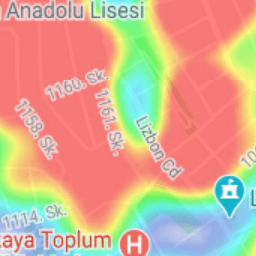 Anadolu Lisesi
1160. Sk.
1161. Sk.
1158. Sk.
Lizbon Cd
1114. Sk.
kaya Toplum
H